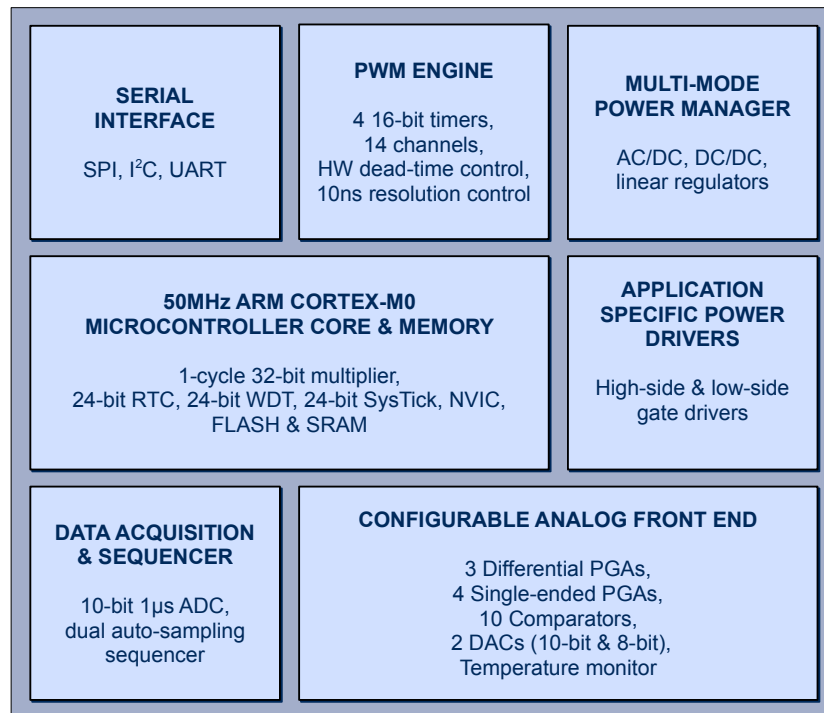 SERIAL
INTERFACE
SPI, I²C, UART
PWM ENGINE
4 16-bit timers,
14 channels,
HW dead-time control,
10ns resolution control
MULTI-MODE
POWER MANAGER
AC/DC, DC/DC,
linear regulators
50MHz ARM CORTEX-M0
MICROCONTROLLER CORE & MEMORY
1-cycle 32-bit multiplier,
24-bit RTC, 24-bit WDT, 24-bit SysTick, NVIC,
FLASH & SRAM
APPLICATION
SPECIFIC POWER
DRIVERS
High-side & low-side
gate drivers
DATA ACQUISITION
& SEQUENCER
10-bit 1μs ADC,
dual auto-sampling
sequencer
CONFIGURABLE ANALOG FRONT END
3 Differential PGAs,
4 Single-ended PGAs,
10 Comparators,
2 DACs (10-bit & 8-bit),
Temperature monitor